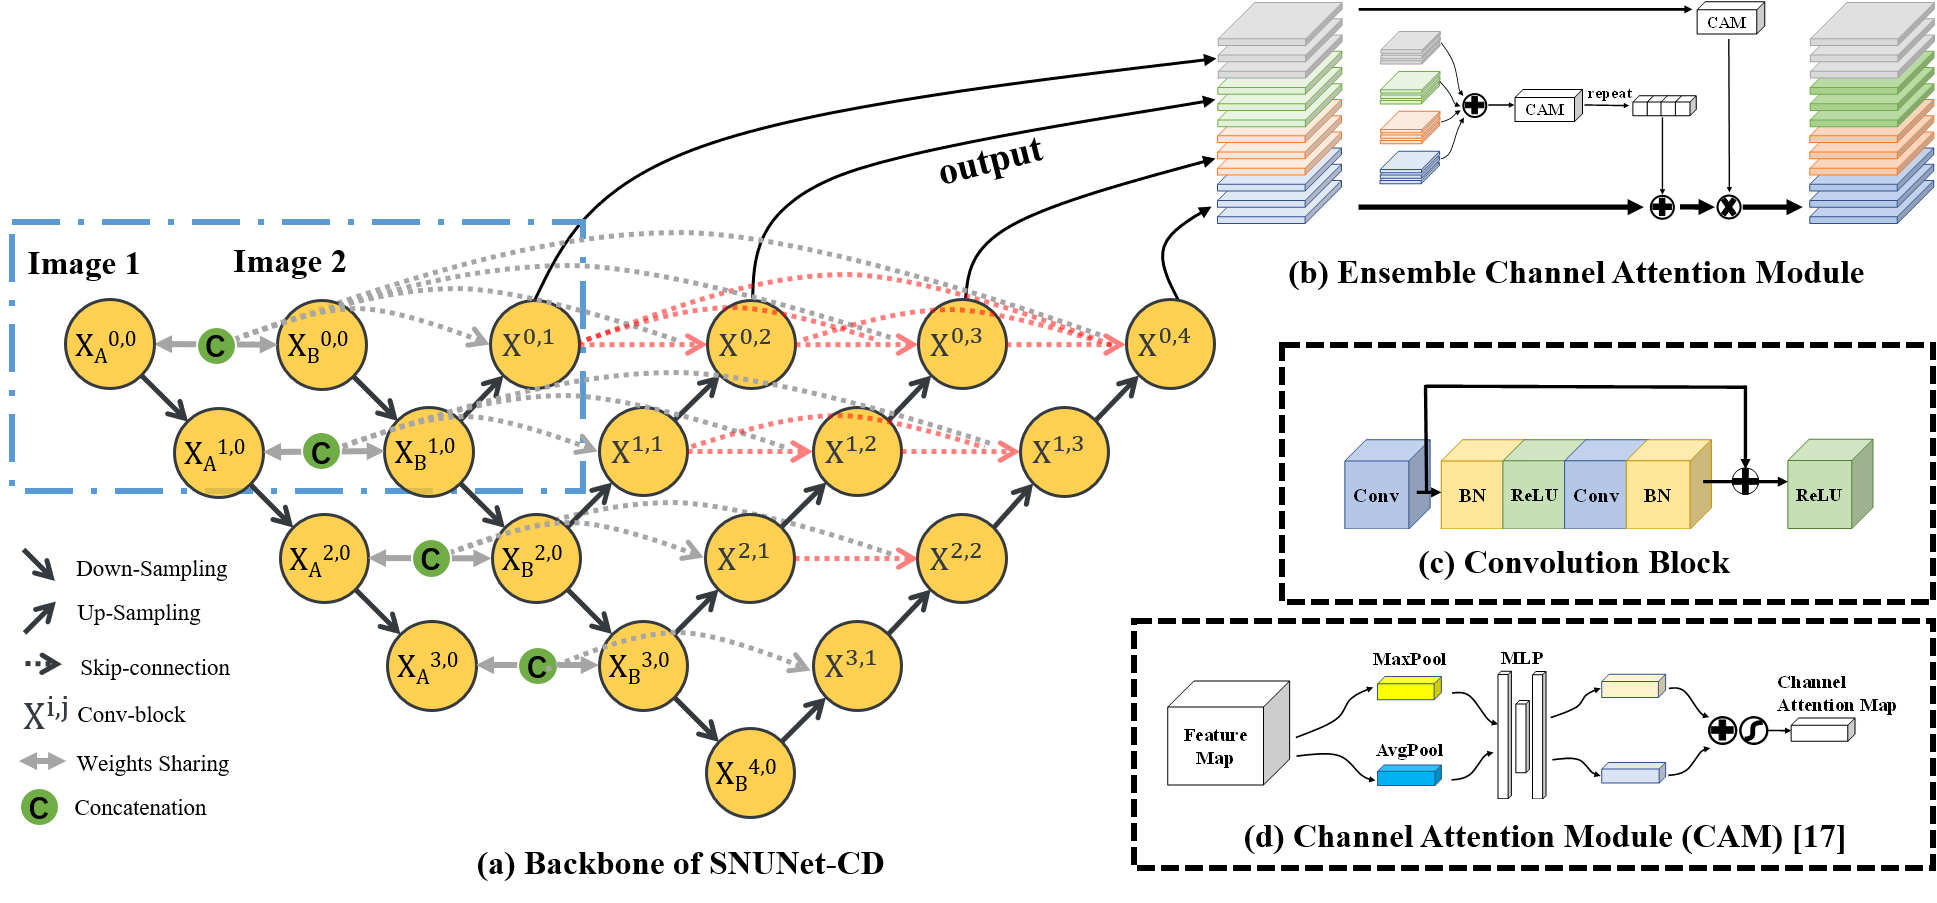 Image 1
Image 2
X_A^{0,0}
C
X_B^{0,0}
X^{0,1}
X^{0,2}
X^{0,3}
X^{0,4}
X_A^{1,0}
C
X_B^{1,0}
X^{1,1}
X^{1,2}
X^{1,3}
X_A^{2,0}
C
X_B^{2,0}
X^{2,1}
X^{2,2}
X_A^{3,0}
C
X_B^{3,0}
X^{3,1}
X_B^{4,0}
output
Down-Sampling
Up-Sampling
Skip-connection
X^{i,j} Conv-block
Weights Sharing
C Concatenation
(a) Backbone of SNUNet-CD
CAM
CAM
repeat
(b) Ensemble Channel Attention Module
Conv
BN
ReLU
Conv
BN
ReLU
(c) Convolution Block
Feature
Map
MaxPool
AvgPool
MLP
Channel
Attention Map
(d) Channel Attention Module (CAM) [17]